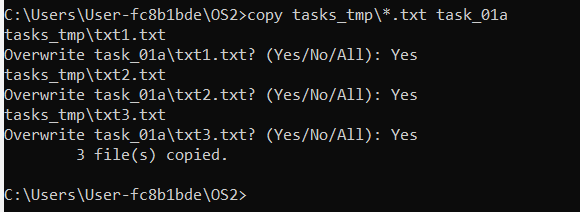 C:\Users\User-fc8b1bde\OS2>copy tasks_tmp\*.txt task_01a
tasks_tmp\txt1.txt
Overwrite task_01a\txt1.txt? (Yes/No/All): Yes
tasks_tmp\txt2.txt
Overwrite task_01a\txt2.txt? (Yes/No/All): Yes
tasks_tmp\txt3.txt
Overwrite task_01a\txt3.txt? (Yes/No/All): Yes
        3 file(s) copied.
C:\Users\User-fc8b1bde\OS2>